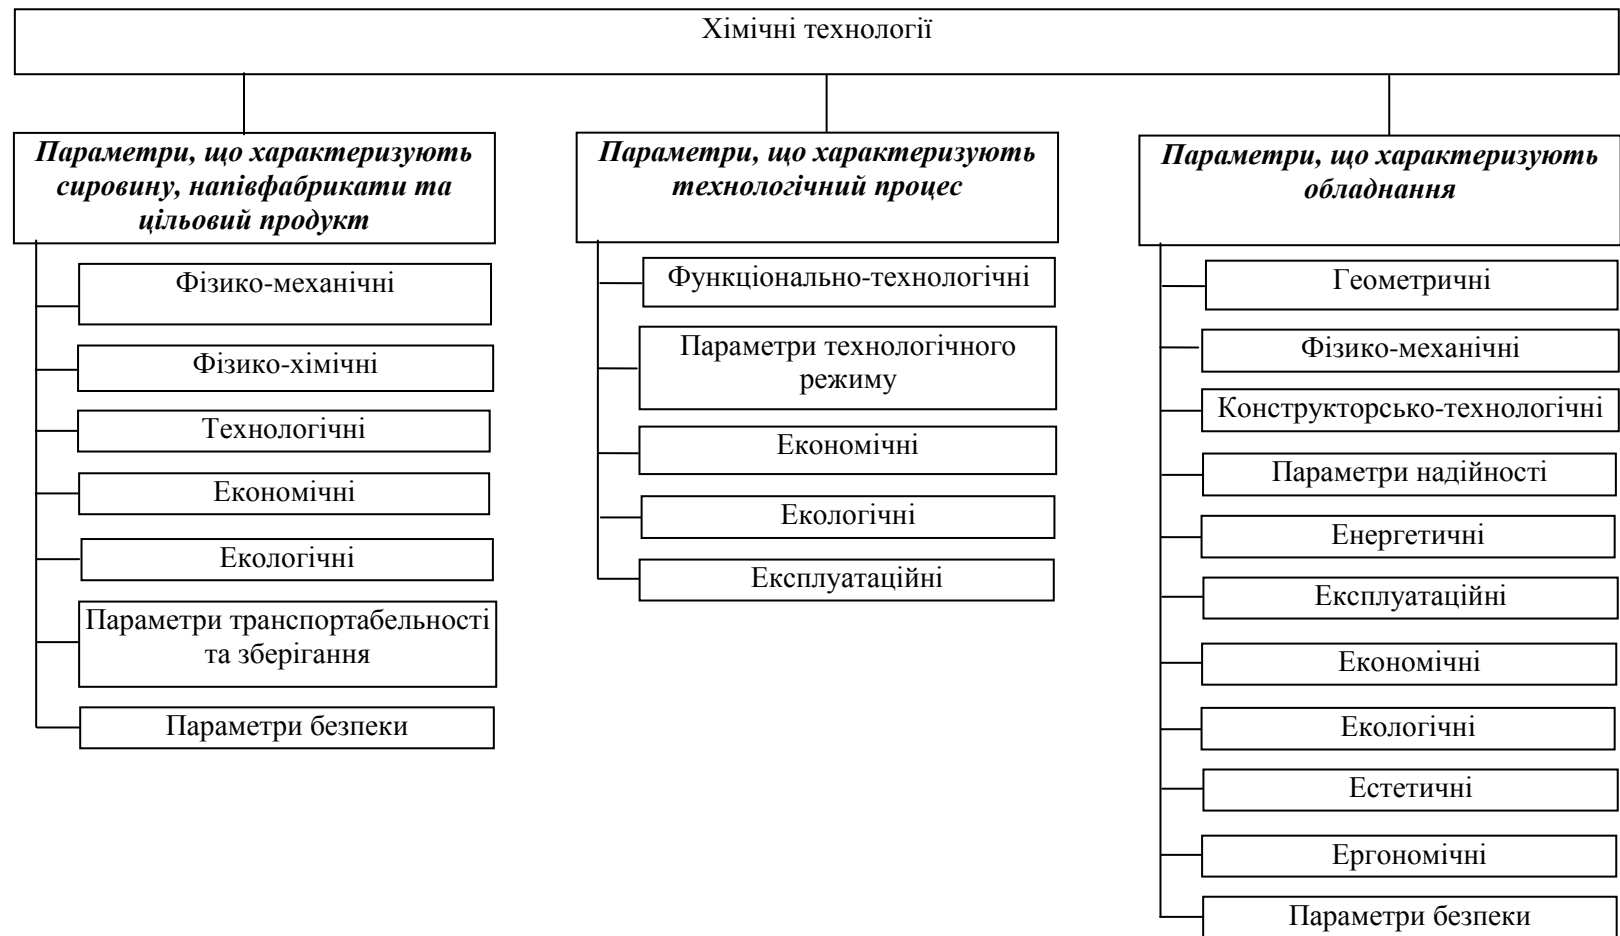 Хімічні технології
Параметри, що характеризують
сировину, напівфабрикати та
цільовий продукт
Фізико-механічні
Фізико-хімічні
Технологічні
Економічні
Екологічні
Параметри транспортабельності
та зберігання
Параметри безпеки
Параметри, що характеризують
технологічний процес
Функціонально-технологічні
Параметри технологічного
режиму
Економічні
Екологічні
Експлуатаційні
Параметри, що характеризують
обладнання
Геометричні
Фізико-механічні
Конструкторсько-технологічні
Параметри надійності
Енергетичні
Експлуатаційні
Економічні
Екологічні
Естетичні
Ергономічні
Параметри безпеки